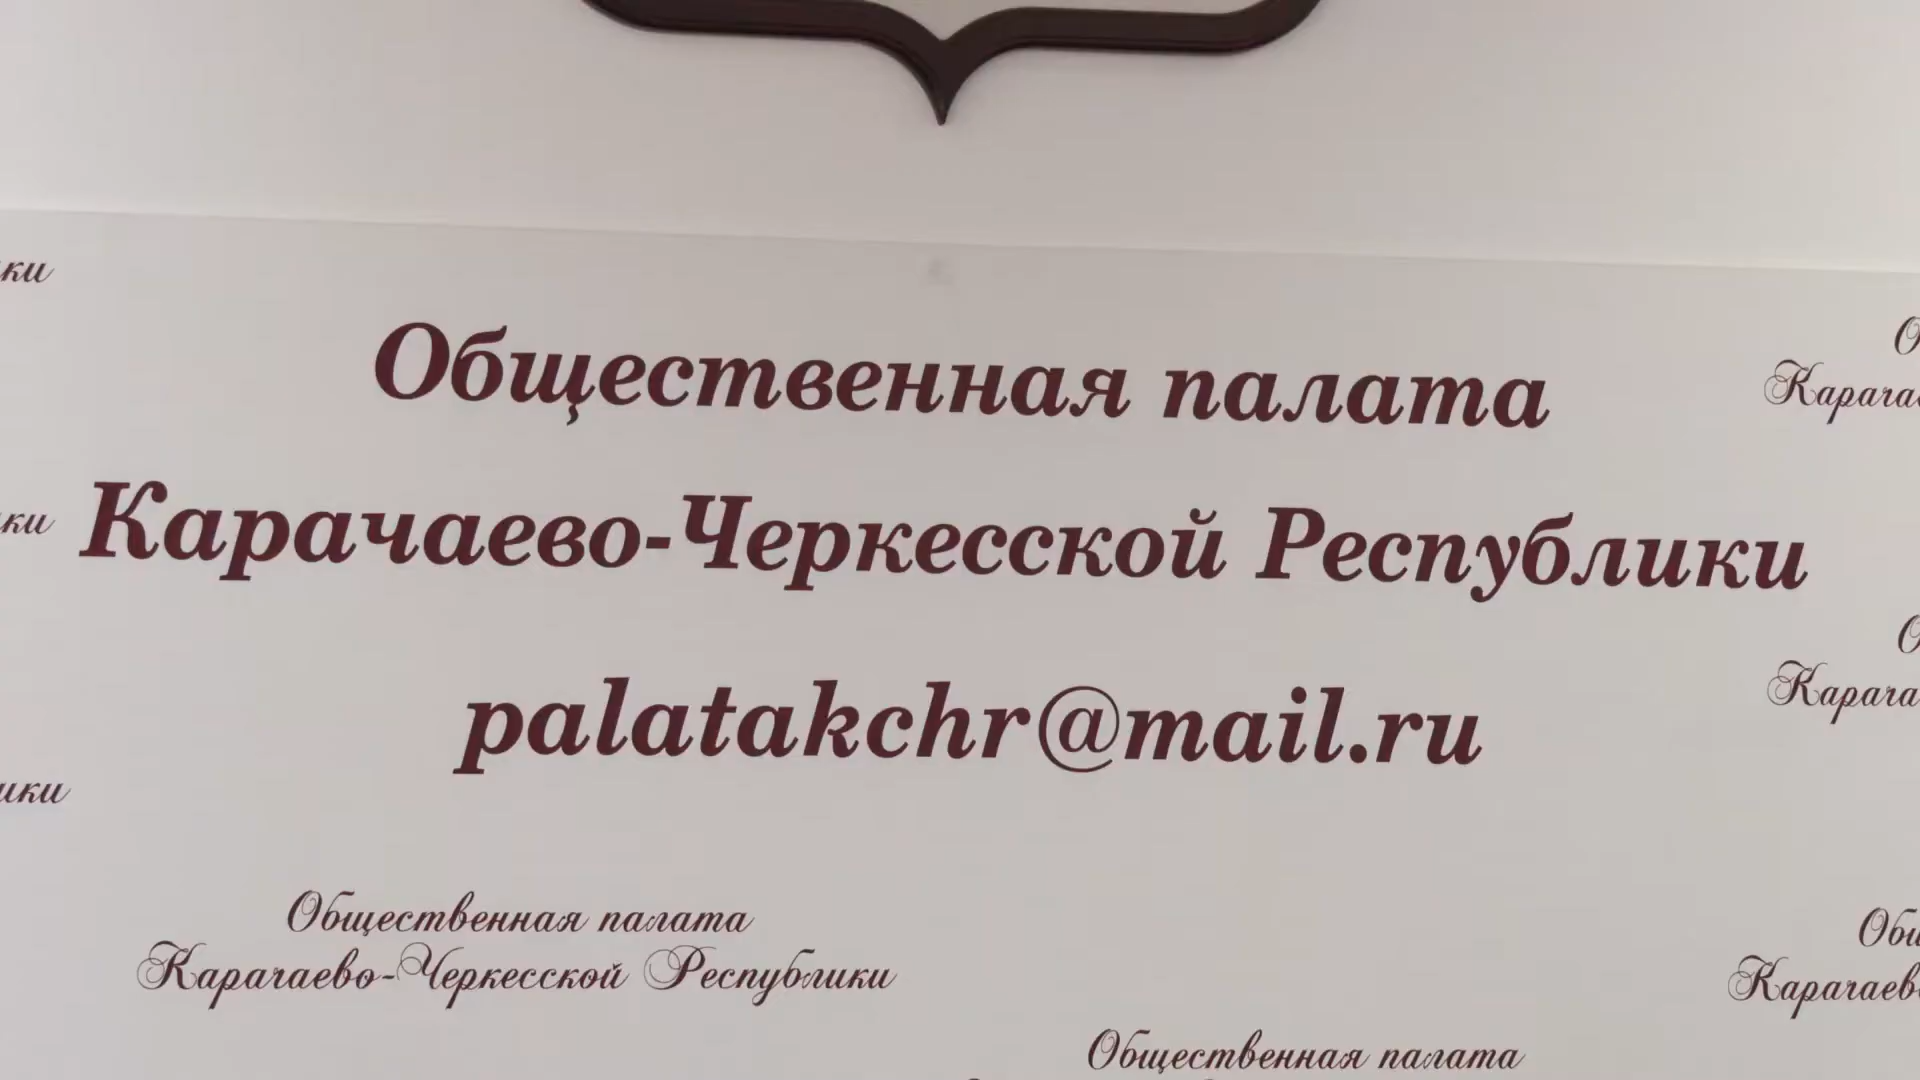 Общественная палата
Карачаево-Черкесской Республики
palatakchr@mail.ru
Общественная палата
Карачаево-Черкесской Республики
Общественная палата